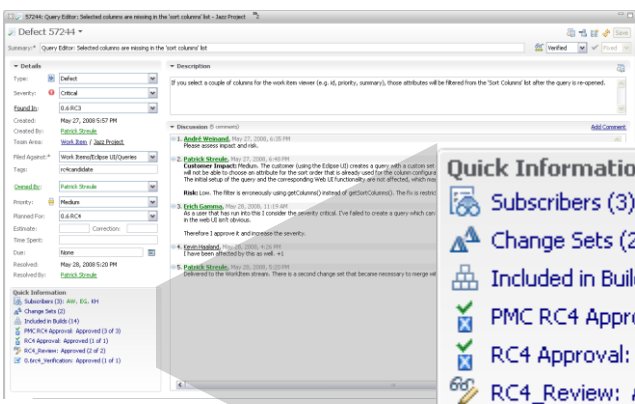 57244: Query Editor: Selected columns are missing in the 'sort columns' list - Jazz Project
Defect 57244
Save
Summary:* Query Editor: Selected columns are missing in the 'sort columns' list
Verified
Fixed
Details
Type: Defect
Severity: Critical
Found In: 0.6 RC3
Created: May 27, 2008 5:57 PM
Created By: Patrick Streule
Team Area: Work Item / Jazz Project
Filed Against:* Work Items/Eclipse UI/Queries
Tags: rc4candidate
Owned By: Patrick Streule
Priority: Medium
Planned For: 0.6 RC4
Estimate: Correction:
Time Spent:
Due: None
Resolved: May 28, 2008 5:20 PM
Resolved By: Patrick Streule
Quick Information
Subscribers (3): AW, EG, KH
Change Sets (2)
Included in Builds (14)
PMC RC4 Approval: Approved (3 of 3)
RC4 Approval: Approved (1 of 1)
RC4_Review: Approved (2 of 2)
0.6rc4_Verification: Approved (1 of 1)
Description
If you select a couple of columns for the work item viewer (e.g. id, priority, summary), those attributes will be filtered from the 'Sort Columns' list after the query is re-opened.
Discussion (5 comments)
Add Comment
1. André Weinand, May 27, 2008, 6:35 PM
Please assess impact and risk.
2. Patrick Streule, May 27, 2008, 6:48 PM
Customer Impact: Medium. The customer (using the Eclipse UI) creates a query with a custom set
will not be able to choose an attribute for the sort order that is already used for the column configura
The initial setup of the query and the corresponding Web UI functionality are not affected, which may
Risk: Low. The filter is erroneously using getColumns() instead of getSortColumns(). The fix is restric
3. Erich Gamma, May 28, 2008, 11:19 AM
As a user that has run into this I consider the severity critical. I've failed to create a query which can
in the web UI isn't obvious.
Therefore I approve it and increase the severity.
4. Kevin Haaland, May 28, 2008, 4:26 PM
I have been affected by this as well. +1
5. Patrick Streule, May 28, 2008, 5:20 PM
Delivered to the WorkItem stream. There is a second change set that became necessary to merge wit
Quick Informatio
Subscribers (3)
Change Sets (2
Included in Buil
PMC RC4 Appro
RC4 Approval:
RC4_Review: